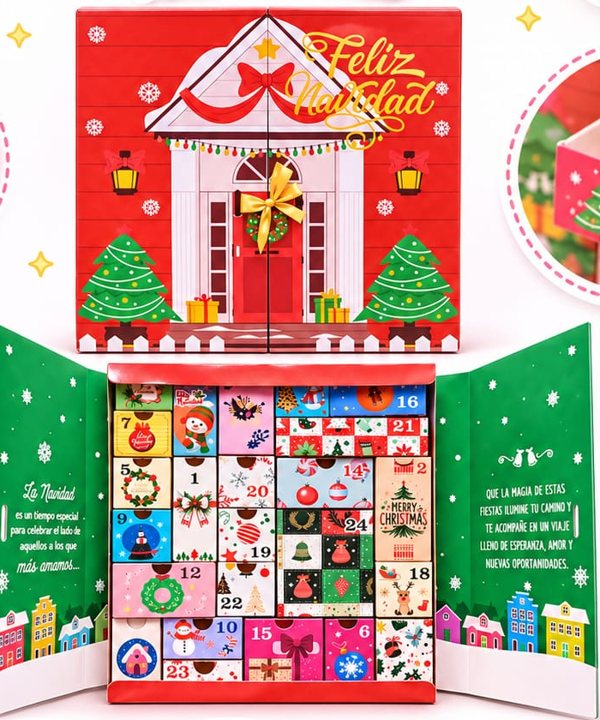 Feliz
Navidad
16
7
21
5
1
20
14
2
MERRY
CHRISTMAS
9
19
24
12
22
18
10
15
6
23
La Navidad
es un tiempo especial
para celebrar el lado de
aquellos a los que
más amamos...
QUE LA MAGIA DE ESTAS
FIESTAS ILUMINE TU CAMINO Y
TE ACOMPAÑE EN UN VIAJE
LLENO DE ESPERANZA, AMOR Y
NUEVAS OPORTUNIDADES.